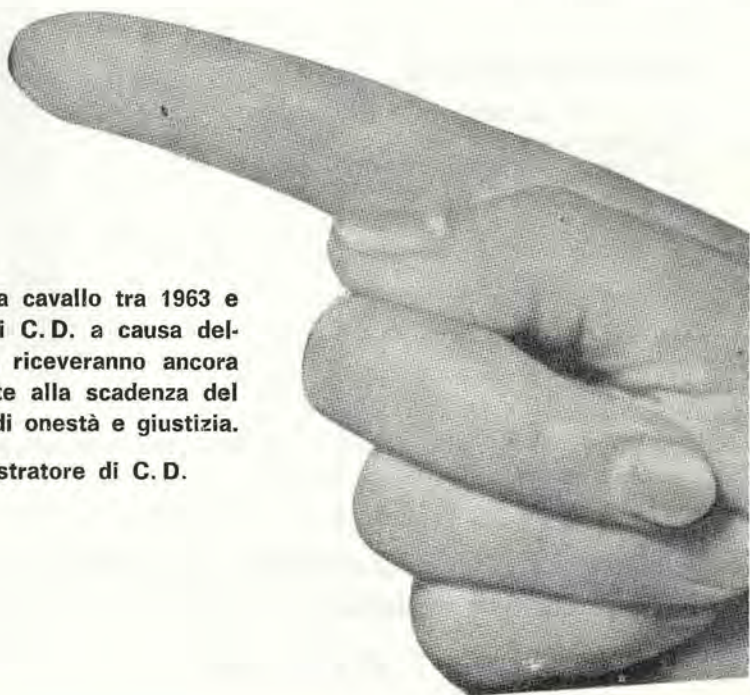 a cavallo tra 1963 e
i C.D. a causa del-
riceveranno ancora
te alla scadenza del
di onestà e giustizia.
stratore di C.D.